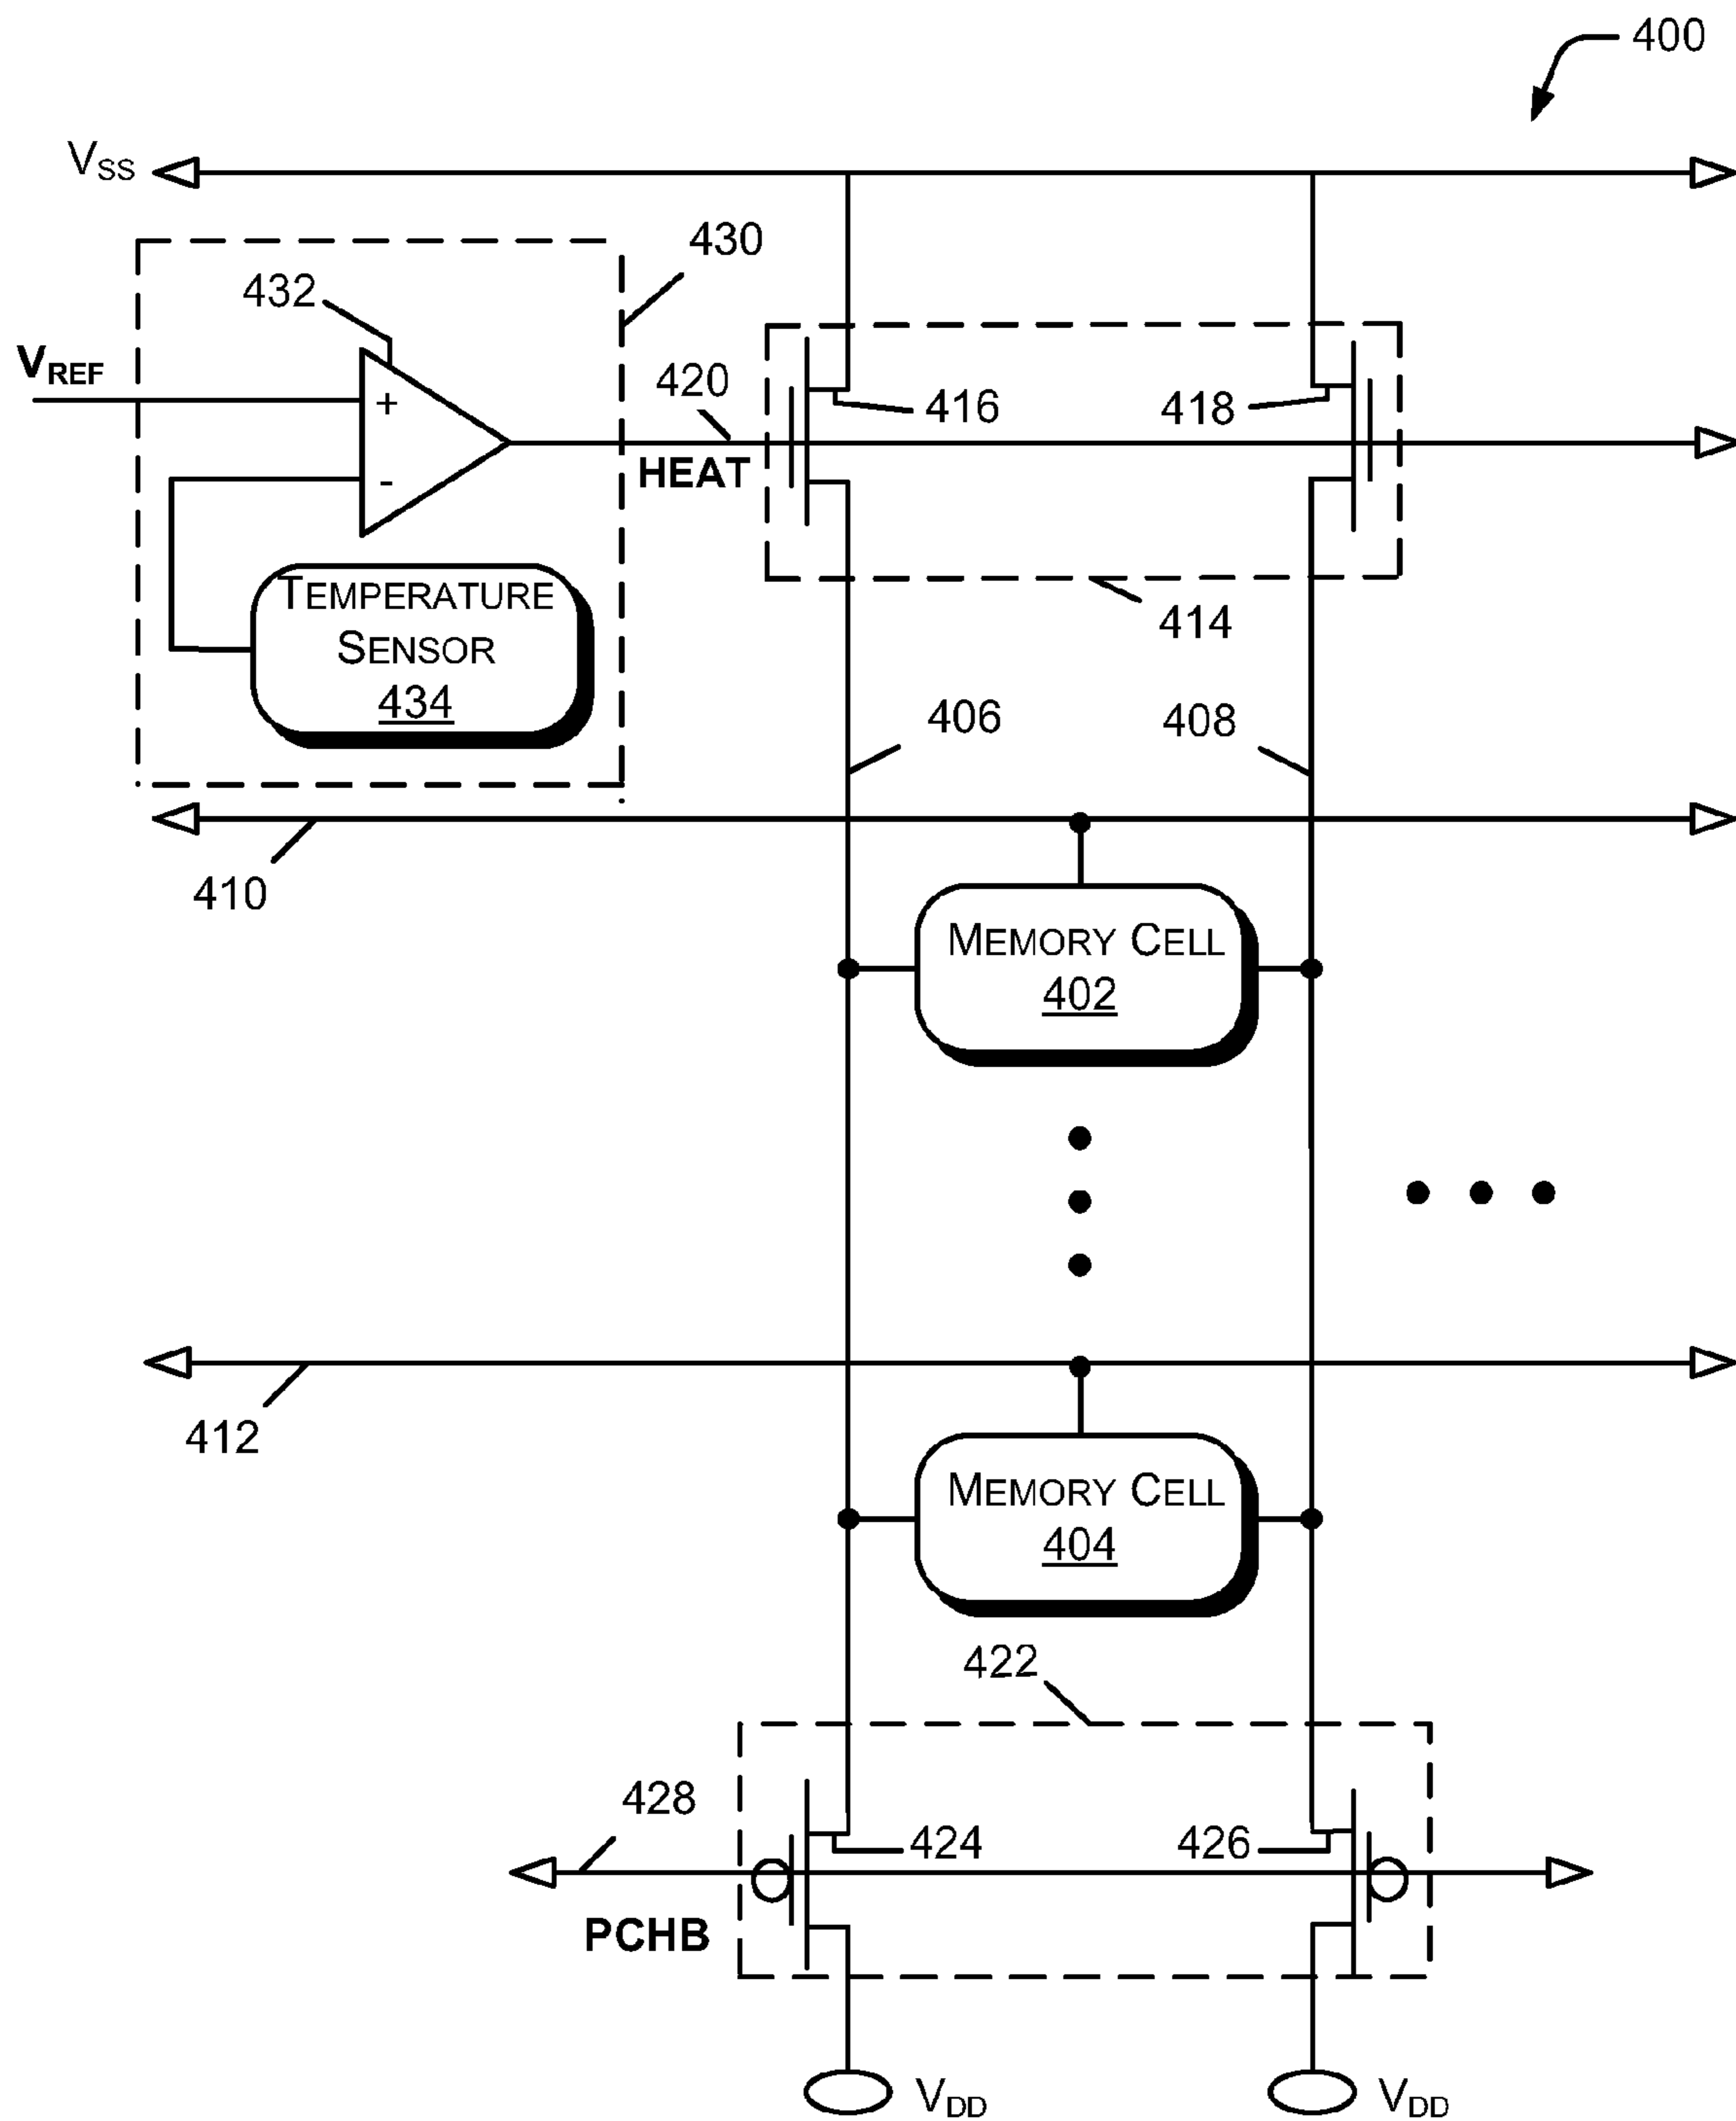 400
VSS
430
432
VREF
420
416
418
+
HEAT
-
TEMPERATURE
SENSOR
434
414
406
408
410
MEMORY CELL
402
412
MEMORY CELL
404
422
428
424
426
PCHB
VDD
VDD